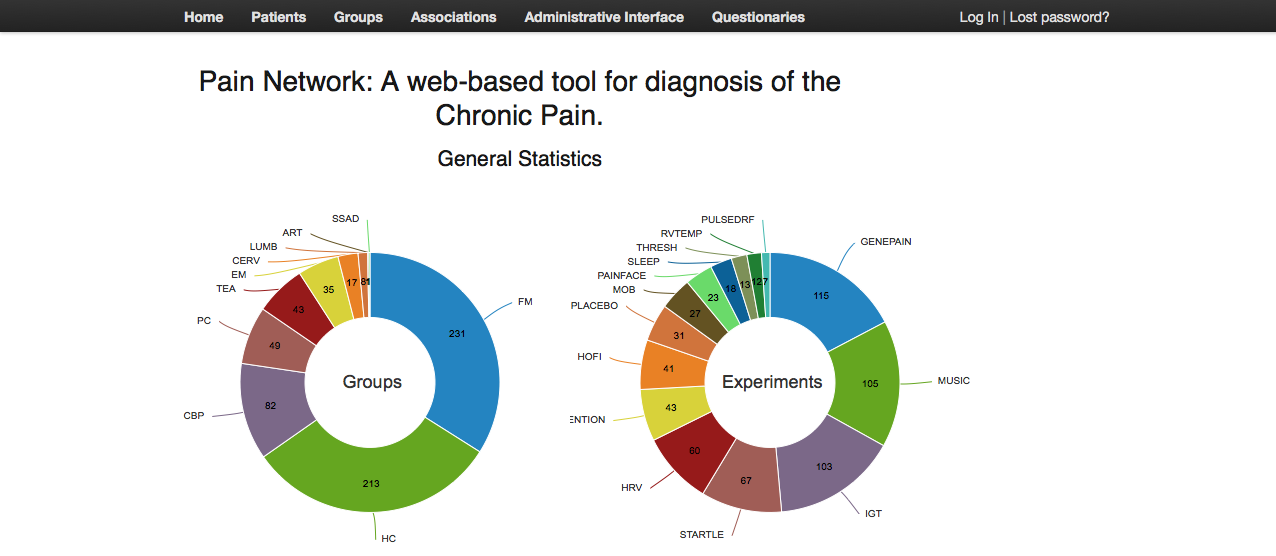 Home Patients Groups Associations Administrative Interface Questionaries Log In | Lost password?
Pain Network: A web-based tool for diagnosis of the
Chronic Pain.
General Statistics
SSAD
ART
LUMB
CERV
EM
TEA
PC
CBP
HC
FM
231
213
82
49
43
35
17
8
1
Groups
PULSEDRF
RVTEMP
THRESH
SLEEP
PAINFACE
MOB
PLACEBO
HOFI
ENTION
HRV
STARTLE
IGT
MUSIC
GENEPAIN
115
105
103
67
60
43
41
31
27
23
18
13
12
7
Experiments